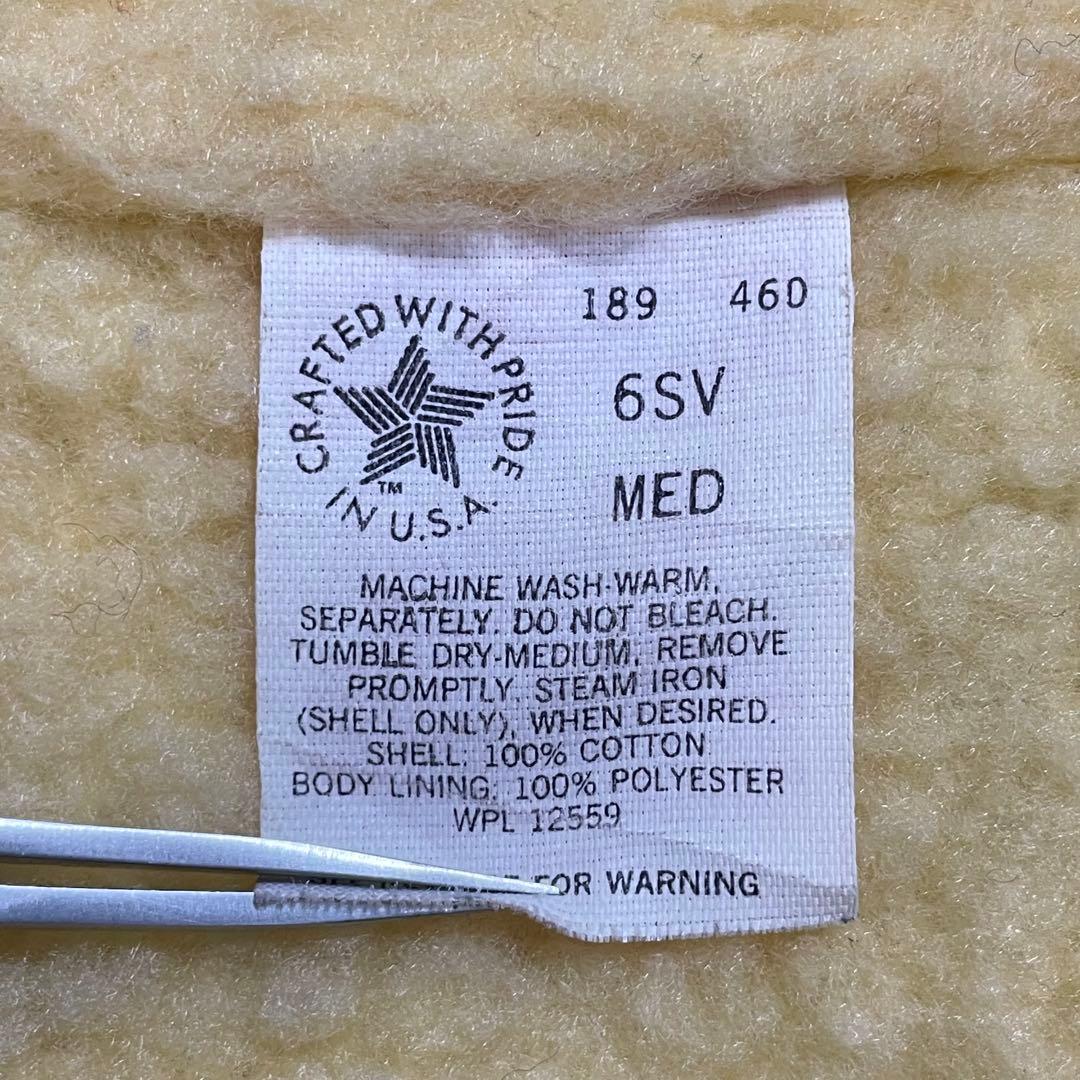 189 460
CRAFTED WITH PRIDE
IN U.S.A.
TM
6SV
MED
MACHINE WASH-WARM,
SEPARATELY. DO NOT BLEACH.
TUMBLE DRY-MEDIUM, REMOVE
PROMPTLY, STEAM IRON
(SHELL ONLY), WHEN DESIRED.
SHELL: 100% COTTON
BODY LINING: 100% POLYESTER
WPL 12559
FOR WARNING